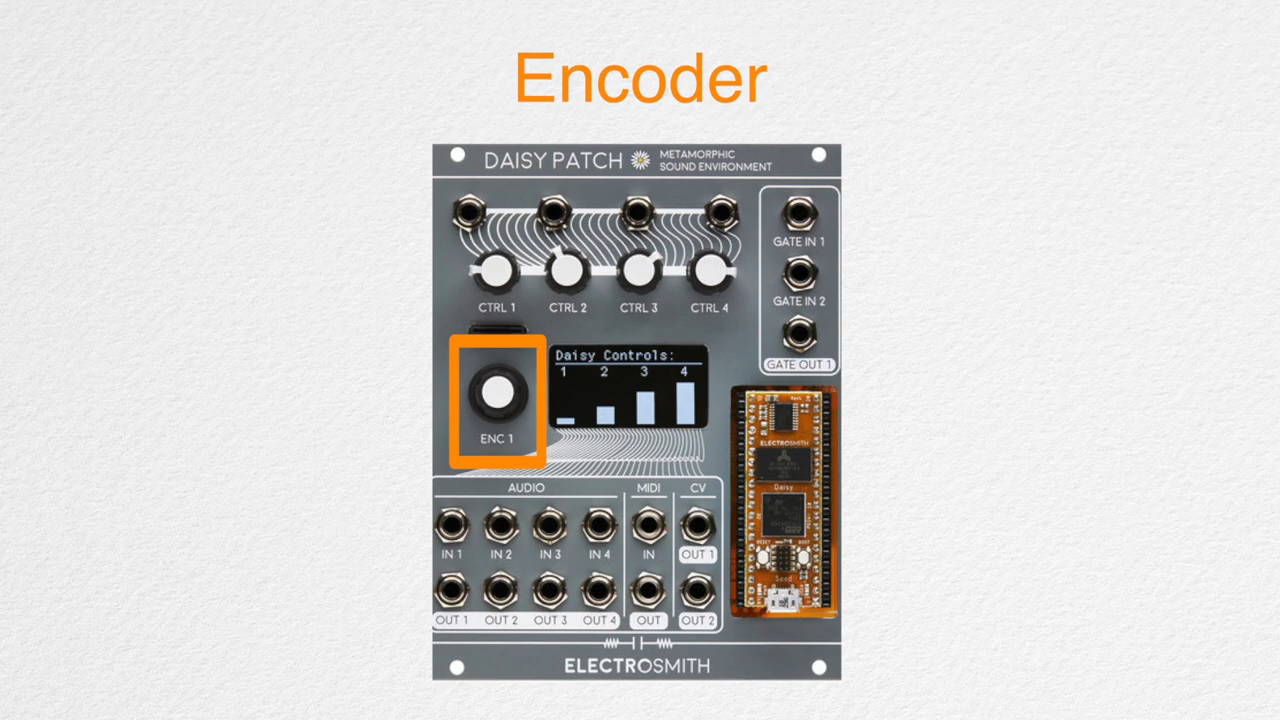 Encoder
DAISY PATCH
METAMORPHIC
SOUND ENVIRONMENT
GATE IN 1
GATE IN 2
GATE OUT 1
CTRL 1 CTRL 2 CTRL 3 CTRL 4
Daisy Controls:
1 2 3 4
ENC 1
ELECTROSMITH
Daisy
RESET BOOT
Seed
AUDIO MIDI CV
IN 1 IN 2 IN 3 IN 4 IN OUT 1
OUT 1 OUT 2 OUT 3 OUT 4 OUT OUT 2
ELECTROSMITH